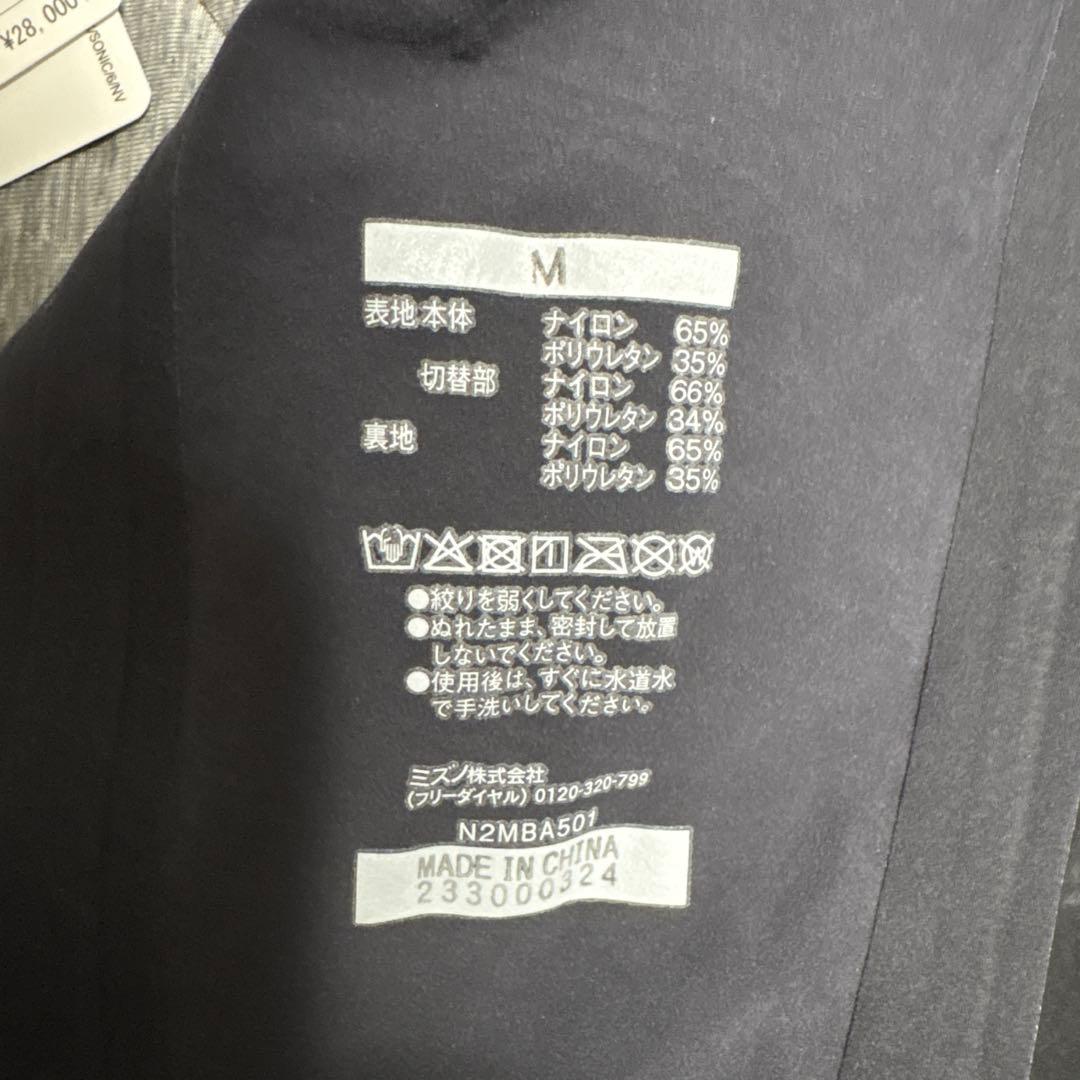 ¥28,000
/SONIC/6/NV
M
表地 本体 ナイロン 65%
ポリウレタン 35%
切替部 ナイロン 66%
ポリウレタン 34%
裏地 ナイロン 65%
ポリウレタン 35%
●絞りを弱くしてください。
●ぬれたまま、密封して放置
しないでください。
●使用後は、すぐに水道水
で手洗いしてください。
ミズノ株式会社
(フリーダイヤル) 0120-320-799
N2MBA501
MADE IN CHINA
233000324